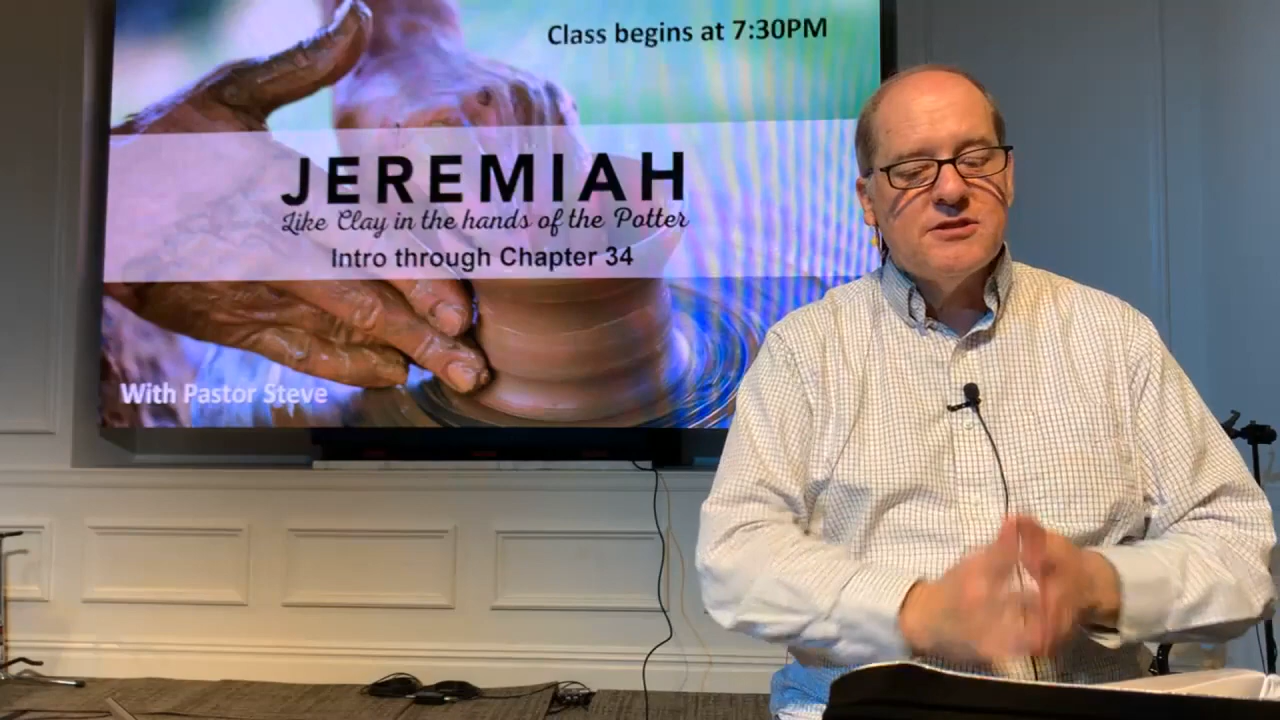 Class begins at 7:30PM
JEREMIAH
Like Clay in the hands of the Potter
Intro through Chapter 34
With Pastor Steve